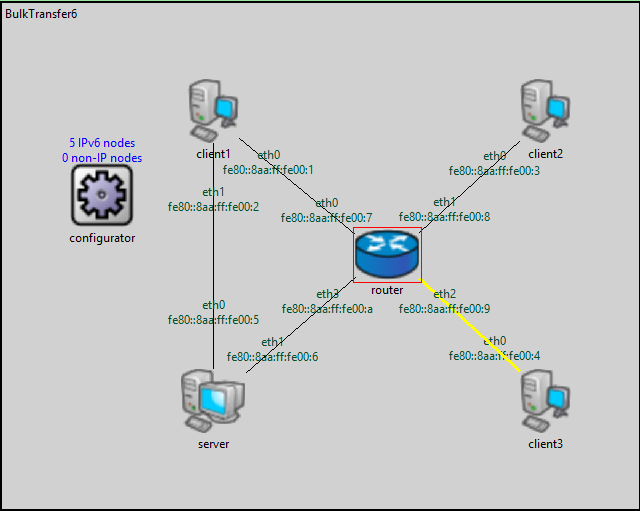 BulkTransfer6
5 IPv6 nodes
0 non-IP nodes
configurator
client1
eth0
fe80::8aa:ff:fe00:1
eth1
fe80::8aa:ff:fe00:2
client2
eth0
fe80::8aa:ff:fe00:3
eth0
fe80::8aa:ff:fe00:7
eth1
fe80::8aa:ff:fe00:8
router
eth3
fe80::8aa:ff:fe00:a
eth2
fe80::8aa:ff:fe00:9
eth0
fe80::8aa:ff:fe00:5
eth1
fe80::8aa:ff:fe00:6
eth0
fe80::8aa:ff:fe00:4
server
client3